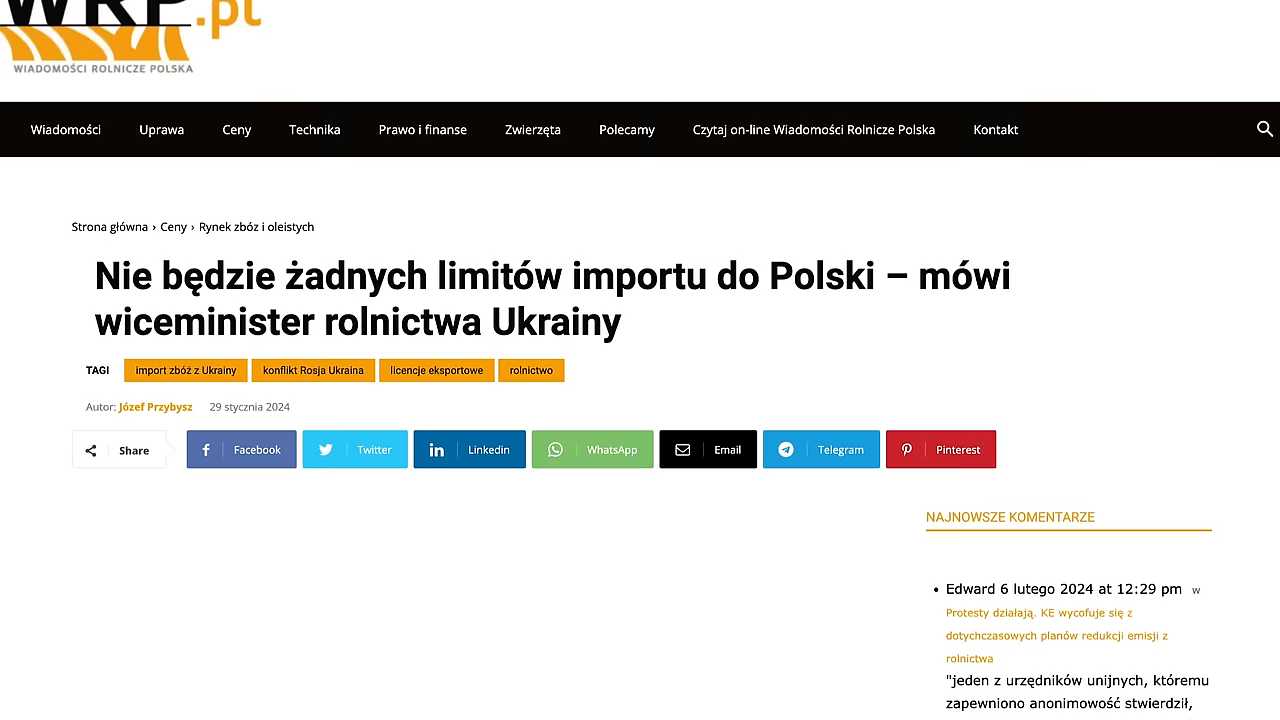 WRP.pl
WIADOMOŚCI ROLNICZE POLSKA
Wiadomości Uprawa Ceny Technika Prawo i finanse Zwierzęta Polecamy Czytaj on-line Wiadomości Rolnicze Polska Kontakt
Strona główna › Ceny › Rynek zbóż i oleistych
Nie będzie żadnych limitów importu do Polski – mówi
wiceminister rolnictwa Ukrainy
TAGI import zbóż z Ukrainy konflikt Rosja Ukraina licencje eksportowe rolnictwo
Autor: Józef Przybysz 29 stycznia 2024
Share Facebook Twitter Linkedin WhatsApp Email Telegram Pinterest
NAJNOWSZE KOMENTARZE
• Edward 6 lutego 2024 at 12:29 pm w
Protesty działają. KE wycofuje się z
dotychczasowych planów redukcji emisji z
rolnictwa
"jeden z urzędników unijnych, któremu
zapewniono anonimowość stwierdził,